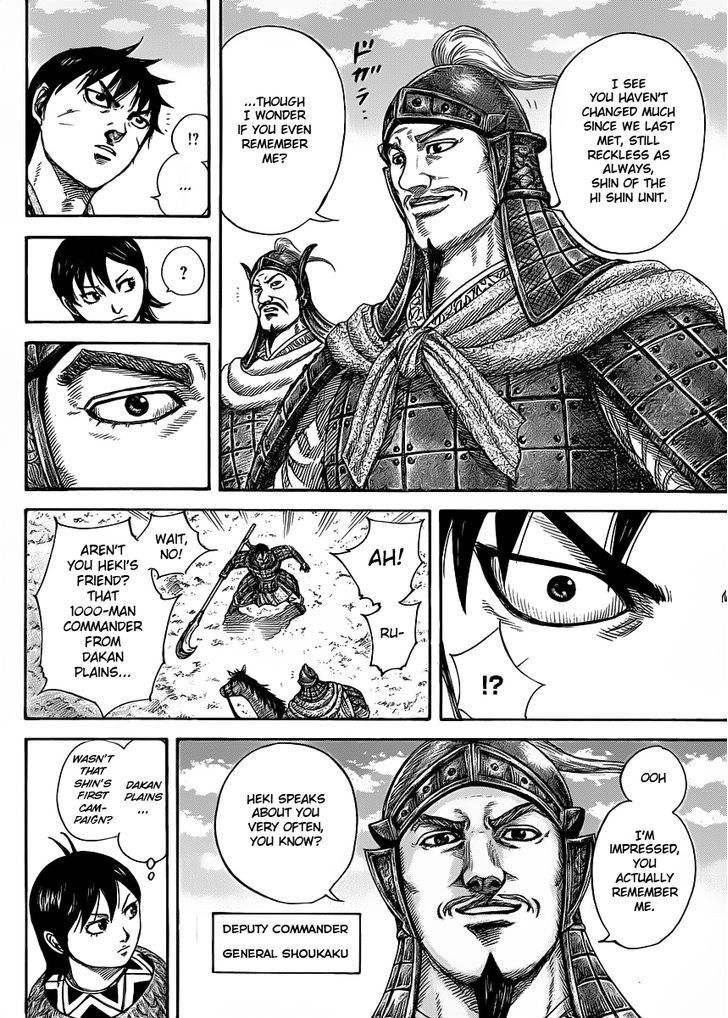 I SEE
YOU HAVEN'T
CHANGED MUCH
SINCE WE LAST
MET, STILL
RECKLESS AS
ALWAYS,
SHIN OF THE
HI SHIN UNIT.
ドカラ
...THOUGH
I WONDER
IF YOU EVEN
REMEMBER
ME?
!?
...
?
!?
AH!
RU-
WAIT,
NO!
AREN'T
YOU HEKI'S
FRIEND?
THAT
1000-MAN
COMMANDER
FROM
DAKAN
PLAINS...
OOH
I'M
IMPRESSED,
YOU
ACTUALLY
REMEMBER
ME.
HEKI SPEAKS
ABOUT YOU
VERY OFTEN,
YOU KNOW?
DEPUTY COMMANDER
GENERAL SHOUKAKU
DAKAN
PLAINS
...
WASN'T
THAT
SHIN'S
FIRST
CAM-
PAIGN?